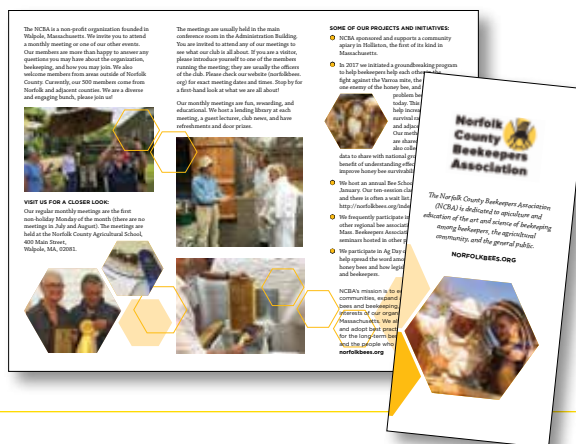 The NCBA is a non-profit organization founded in
Walpole, Massachusetts. We invite you to attend
a monthly meeting or one of our other events.
Our members are more than happy to answer any
questions you may have about the organization,
beekeeping, and how you may join. We also
welcome members from areas outside of Norfolk
County. Currently, our 500 members come from
Norfolk and adjacent counties. We are a diverse
and engaging bunch, please join us!
VISIT US FOR A CLOSER LOOK:
Our regular monthly meetings are the first
non-holiday Monday of the month (there are no
meetings in July and August). The meetings are
held at the Norfolk County Agricultural School,
400 Main Street,
Walpole, MA, 02081.
The meetings are usually held in the main
conference room in the Administration Building.
You are invited to attend any of our meetings to
see what our club is all about. If you are a visitor,
please introduce yourself to one of the members
running the meeting; they are usually the officers
of the club. Please check our website (norfolkbees.
org) for exact meeting dates and times. Stop by for
a first-hand look at what we are all about!
Our monthly meetings are fun, rewarding, and
educational. We host a lending library at each
meeting, a guest lecturer, club news, and have
refreshments and door prizes.
SOME OF OUR PROJECTS AND INITIATIVES:
NCBA sponsored and supports a community
apiary in Holliston, the first of its kind in
Massachusetts.
In 2017 we initiated a groundbreaking program
to help beekeepers help each other in the
fight against the Varroa mite, the
one enemy of the honey bee, and
problem be
today. This
help increa
survival ra
and adjace
Our meth
are share
also colle
data to share with national gro
benefit of understanding effec
improve honey bee survivabili
We host an annual Bee Schoo
January. Our ten-session cla
and there is often a wait list
http://norfolkbees.org/inde
We frequently participate in
other regional bee associat
Mass. Beekeepers Associat
seminars hosted in other p
We participate in Ag Day o
help spread the word amo
honey bees and how legis
and beekeeping.
NCBA's mission is to e
communities, expand
bees and beekeeping,
interests of our organ
Massachusetts. We al
and adopt best pract
for the long-term be
and the people who
norfolkbees.org
Norfolk
County
Beekeepers
Association
The Norfolk County Beekeepers Association
(NCBA) is dedicated to apiculture and
education of the art and science of beekeeping
among beekeepers, the agricultural
community, and the general public.
NORFOLKBEES.ORG